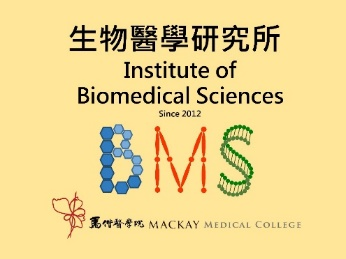 生物醫學研究所
Institute of
Biomedical Sciences
Since 2012
BMS
馬偕醫學院 MACKAY MEDICAL COLLEGE